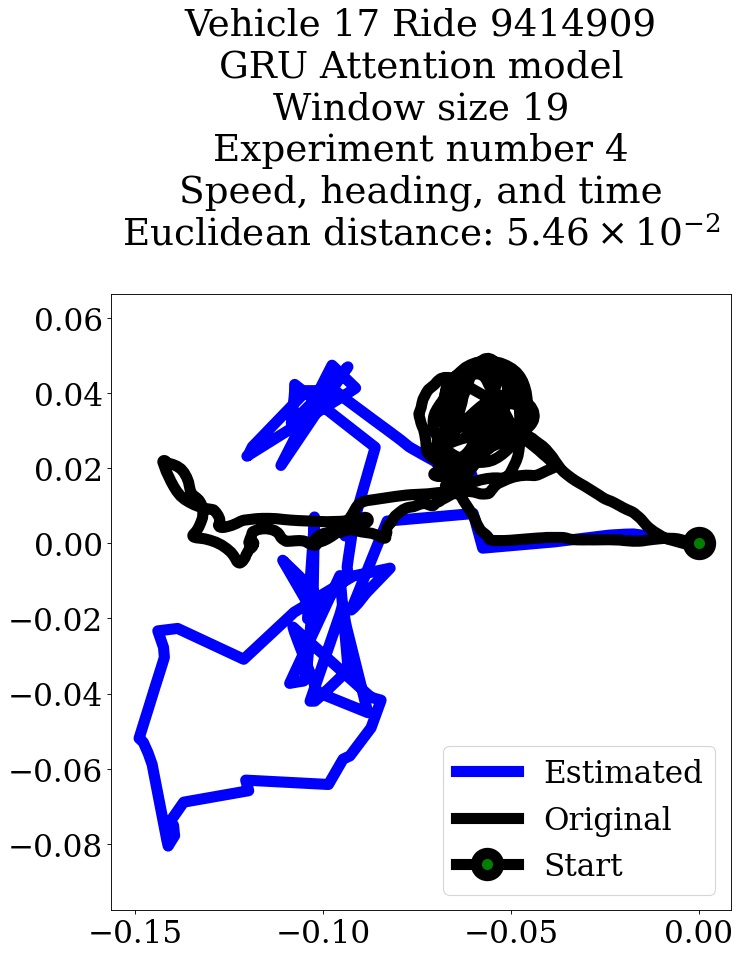 Vehicle 17 Ride 9414909
GRU Attention model
Window size 19
Experiment number 4
Speed, heading, and time
Euclidean distance: 5.46 × 10⁻²
0.06
0.04
0.02
0.00
−0.02
−0.04
−0.06
−0.08
Estimated
Original
Start
−0.15 −0.10 −0.05 0.00